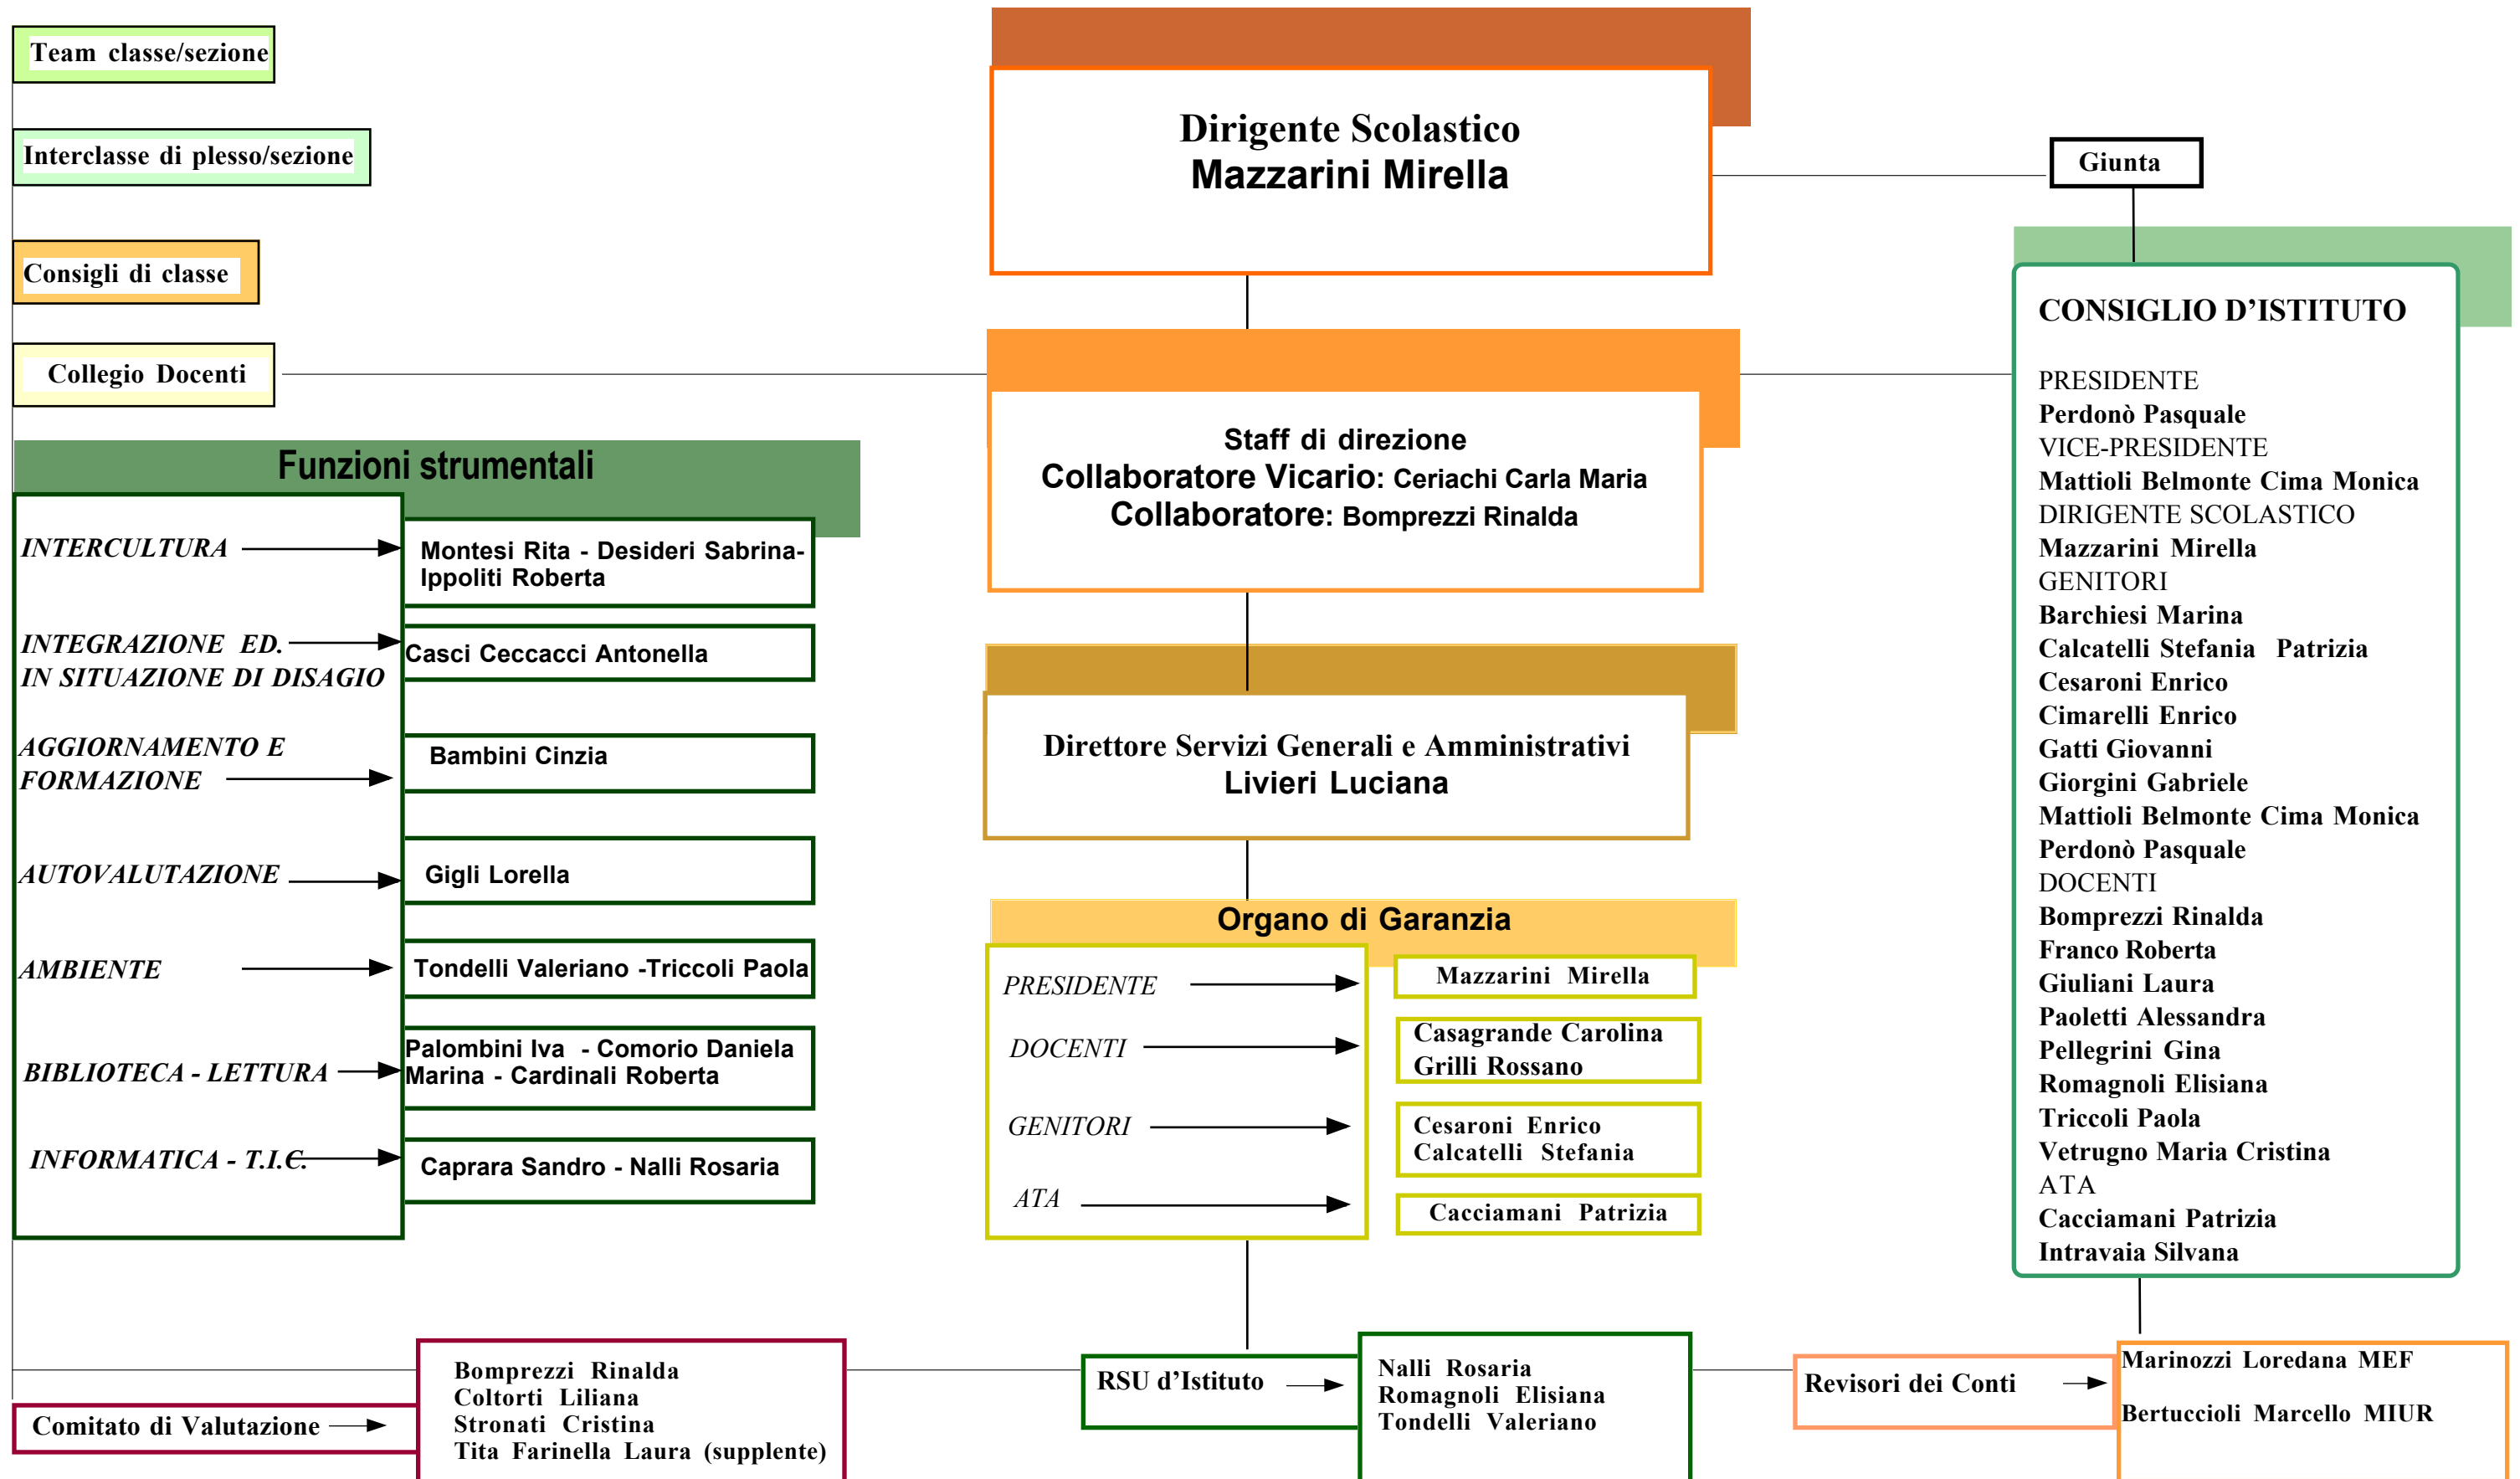 Team classe/sezione
Interclasse di plesso/sezione
Consigli di classe
Collegio Docenti
Dirigente Scolastico
Mazzarini Mirella
Giunta
Staff di direzione
Collaboratore Vicario: Ceriachi Carla Maria
Collaboratore: Bomprezzi Rinalda
Direttore Servizi Generali e Amministrativi
Livieri Luciana
Funzioni strumentali
INTERCULTURA
Montesi Rita - Desideri Sabrina-
Ippoliti Roberta
INTEGRAZIONE ED.
IN SITUAZIONE DI DISAGIO
Casci Ceccacci Antonella
AGGIORNAMENTO E
FORMAZIONE
Bambini Cinzia
AUTOVALUTAZIONE
Gigli Lorella
AMBIENTE
Tondelli Valeriano -Triccoli Paola
BIBLIOTECA - LETTURA
Palombini Iva - Comorio Daniela
Marina - Cardinali Roberta
INFORMATICA - T.I.C.
Caprara Sandro - Nalli Rosaria
Organo di Garanzia
PRESIDENTE
Mazzarini Mirella
DOCENTI
Casagrande Carolina
Grilli Rossano
GENITORI
Cesaroni Enrico
Calcatelli Stefania
ATA
Cacciamani Patrizia
CONSIGLIO D’ISTITUTO
PRESIDENTE
Perdonò Pasquale
VICE-PRESIDENTE
Mattioli Belmonte Cima Monica
DIRIGENTE SCOLASTICO
Mazzarini Mirella
GENITORI
Barchiesi Marina
Calcatelli Stefania Patrizia
Cesaroni Enrico
Cimarelli Enrico
Gatti Giovanni
Giorgini Gabriele
Mattioli Belmonte Cima Monica
Perdonò Pasquale
DOCENTI
Bomprezzi Rinalda
Franco Roberta
Giuliani Laura
Paoletti Alessandra
Pellegrini Gina
Romagnoli Elisiana
Triccoli Paola
Vetrugno Maria Cristina
ATA
Cacciamani Patrizia
Intravaia Silvana
Comitato di Valutazione
Bomprezzi Rinalda
Coltorti Liliana
Stronati Cristina
Tita Farinella Laura (supplente)
RSU d’Istituto
Nalli Rosaria
Romagnoli Elisiana
Tondelli Valeriano
Revisori dei Conti
Marinozzi Loredana MEF
Bertuccioli Marcello MIUR